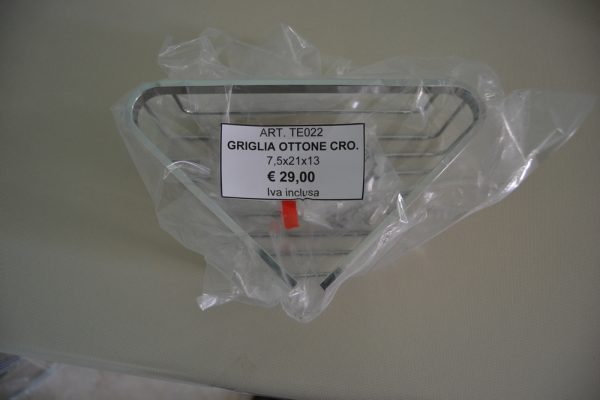 ART. TE022
GRIGLIA OTTONE CRO.
7,5x21x13
€ 29,00
Iva inclusa